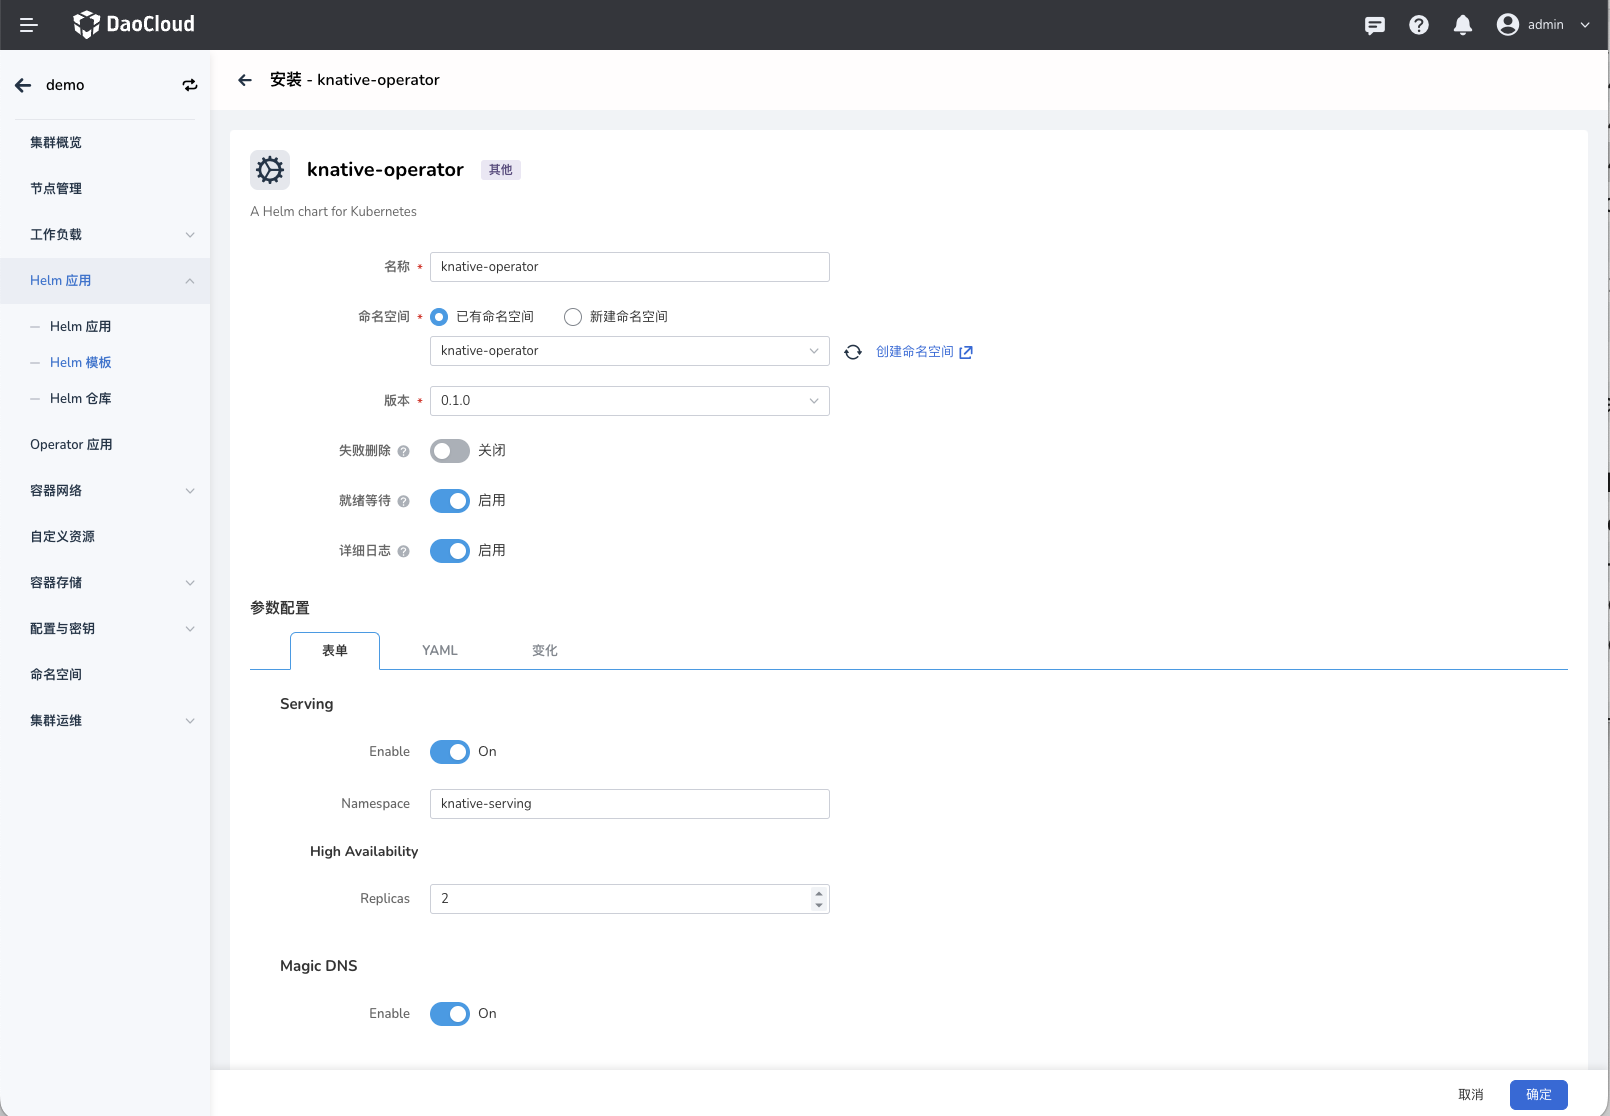 DaoCloud
admin
demo
集群概览
节点管理
工作负载
Helm 应用
Helm 应用
Helm 模板
Helm 仓库
Operator 应用
容器网络
自定义资源
容器存储
配置与密钥
命名空间
集群运维
安装 - knative-operator
knative-operator 其他
A Helm chart for Kubernetes
名称 * knative-operator
命名空间 * 已有命名空间 新建命名空间
knative-operator 创建命名空间
版本 * 0.1.0
失败删除 ? 关闭
就绪等待 ? 启用
详细日志 ? 启用
参数配置
表单 YAML 变化
Serving
Enable On
Namespace knative-serving
High Availability
Replicas 2
Magic DNS
Enable On
取消 确定